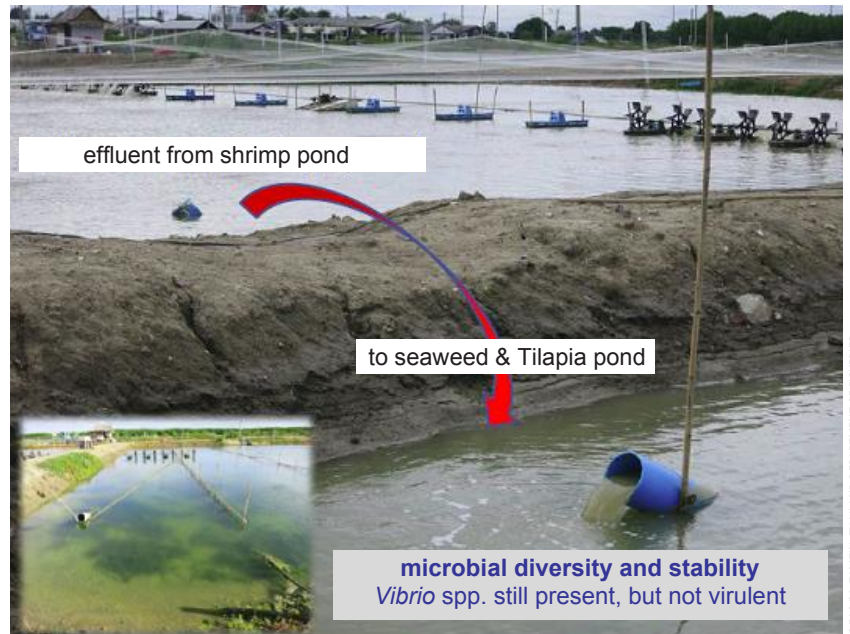 effluent from shrimp pond
to seaweed & Tilapia pond
microbial diversity and stability
Vibrio spp. still present, but not virulent